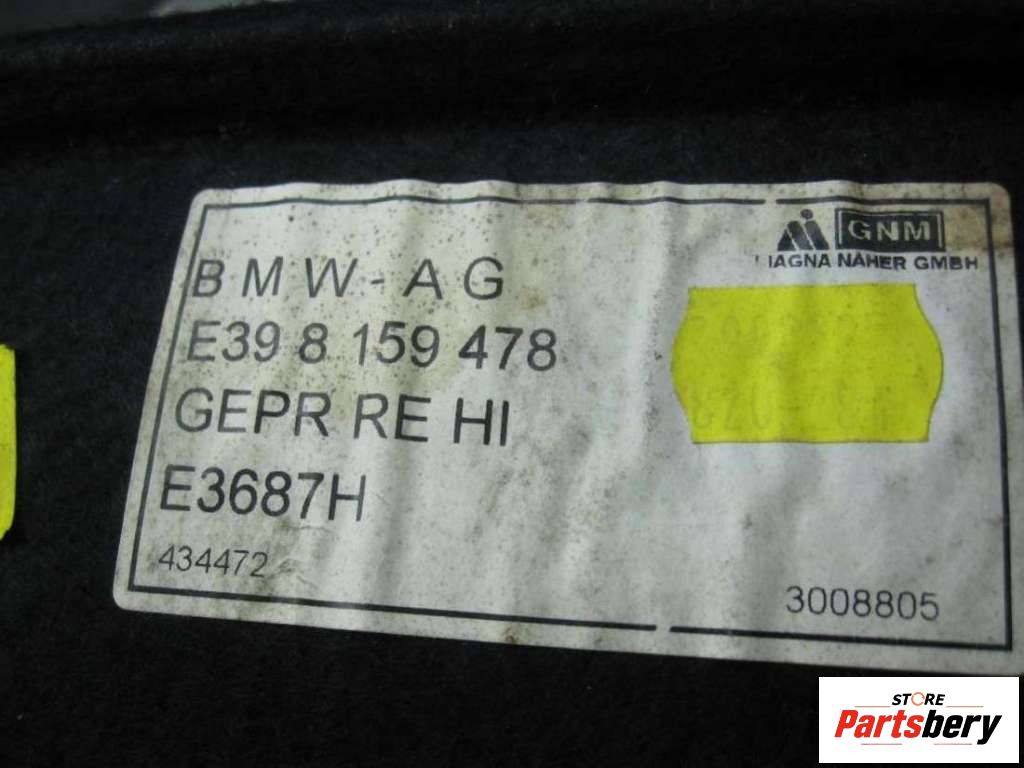 GNM
MAGNA NÄHER GMBH
BMW-AG
E39 8 159 478
GEPR RE HI
E3687H
434472
3008805
STORE
Partsbery